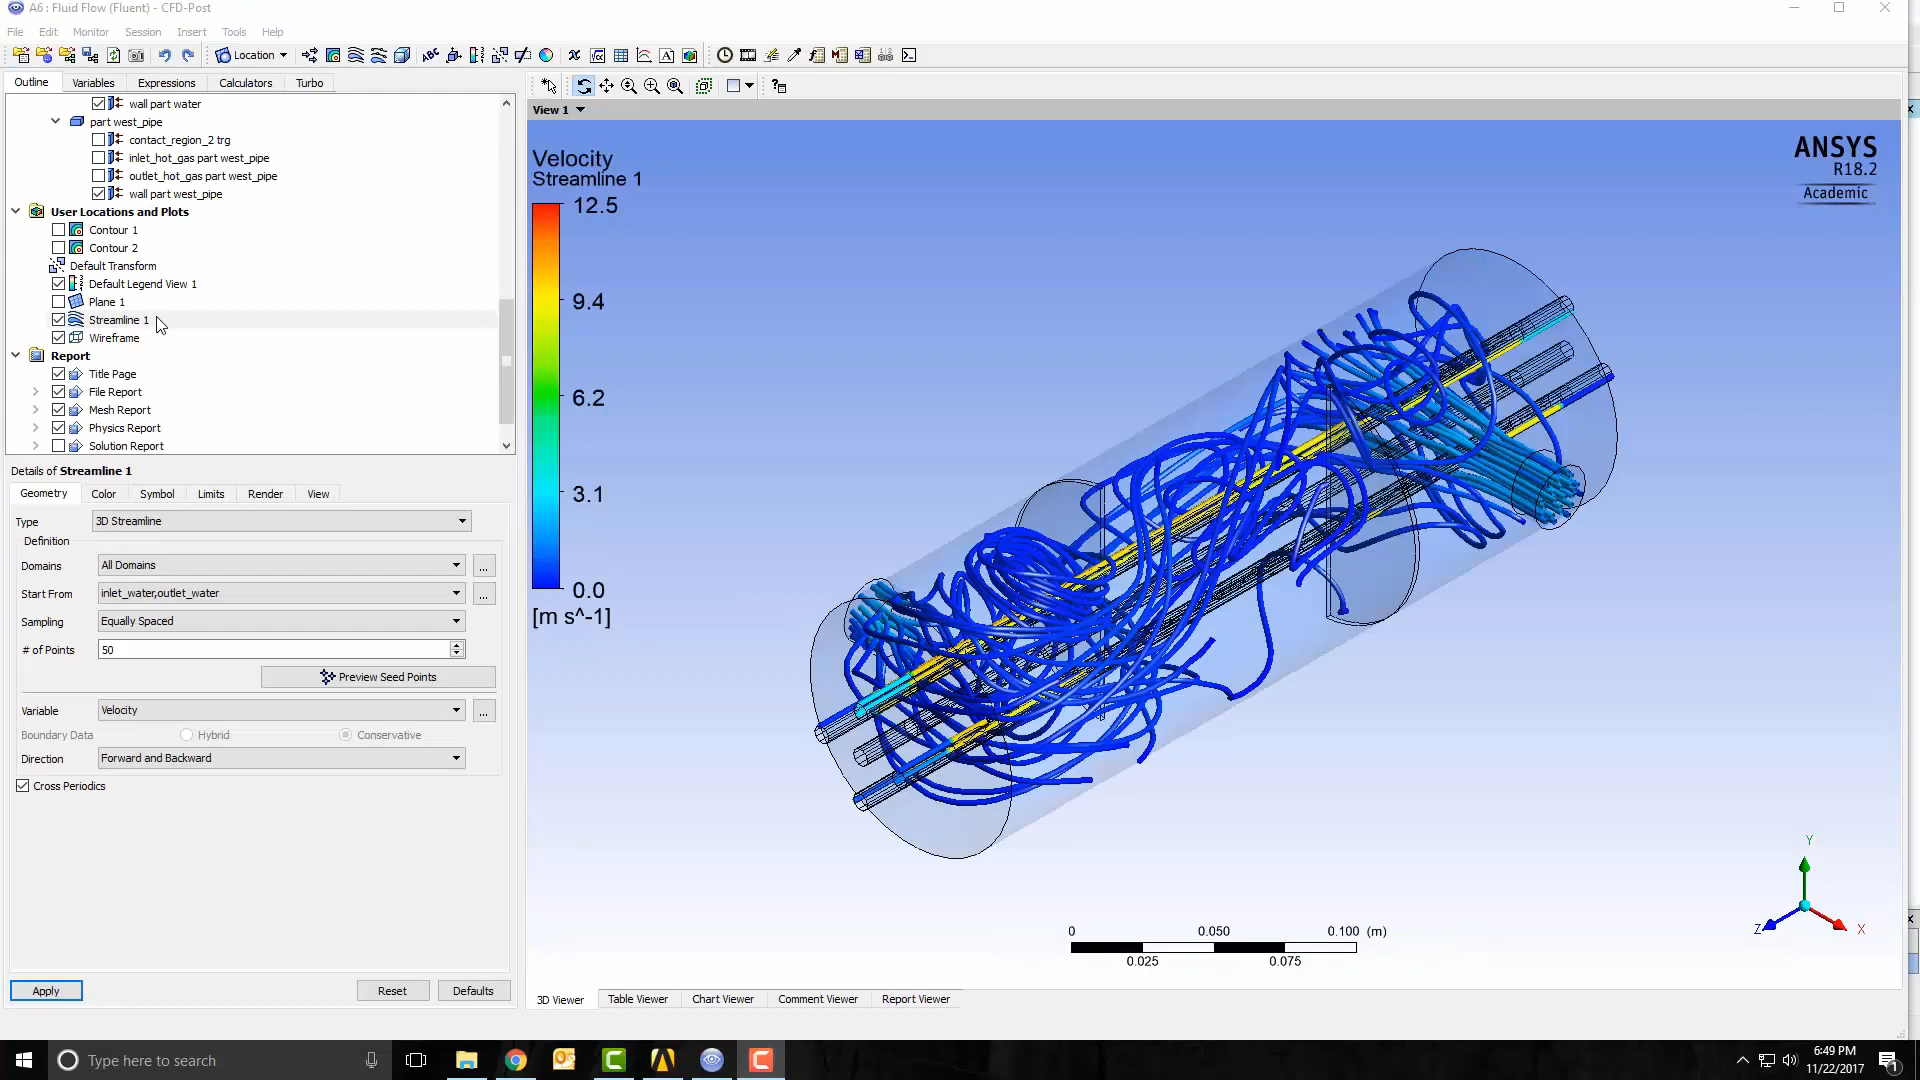 A6 : Fluid Flow (Fluent) - CFD-Post
File Edit Monitor Session Insert Tools Help
Location
Outline Variables Expressions Calculators Turbo
wall part water
part west_pipe
contact_region_2 trg
inlet_hot_gas part west_pipe
outlet_hot_gas part west_pipe
wall part west_pipe
User Locations and Plots
Contour 1
Contour 2
Default Transform
Default Legend View 1
Plane 1
Streamline 1
Wireframe
Report
Title Page
File Report
Mesh Report
Physics Report
Solution Report
Details of Streamline 1
Geometry Color Symbol Limits Render View
Type 3D Streamline
Definition
Domains All Domains ...
Start From inlet_water,outlet_water ...
Sampling Equally Spaced
# of Points 50
Preview Seed Points
Variable Velocity ...
Boundary Data Hybrid Conservative
Direction Forward and Backward
Cross Periodics
Apply Reset Defaults
View 1
Velocity
Streamline 1
12.5
9.4
6.2
3.1
0.0
[m s^-1]
ANSYS
R18.2
Academic
0 0.050 0.100 (m)
0.025 0.075
Y
Z X
3D Viewer Table Viewer Chart Viewer Comment Viewer Report Viewer
Type here to search
6:49 PM
11/22/2017
1